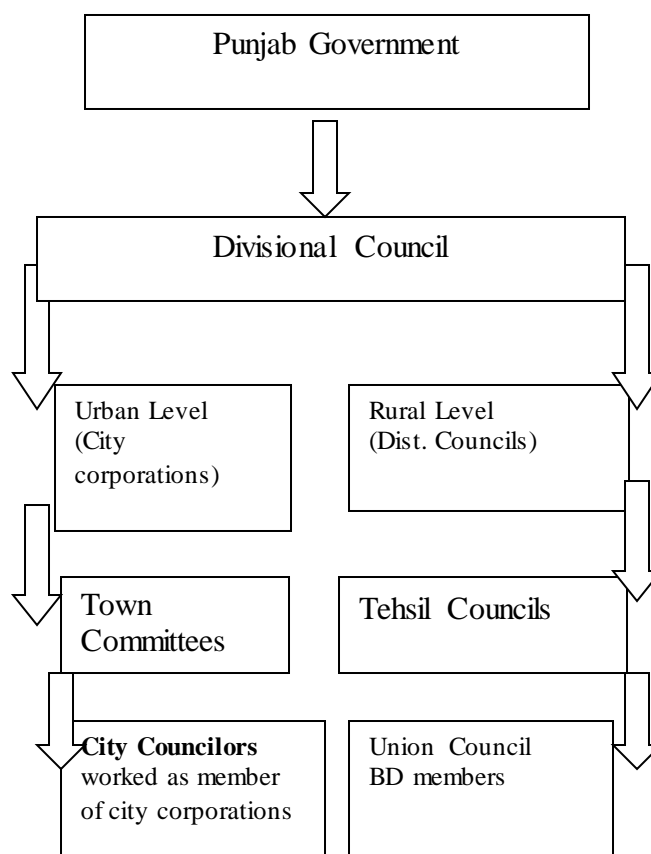 Punjab Government
Divisional Council
Urban Level
(City
corporations)
Rural Level
(Dist. Councils)
Town
Committees
Tehsil Councils
City Councilors
worked as member
of city corporations
Union Council
BD members